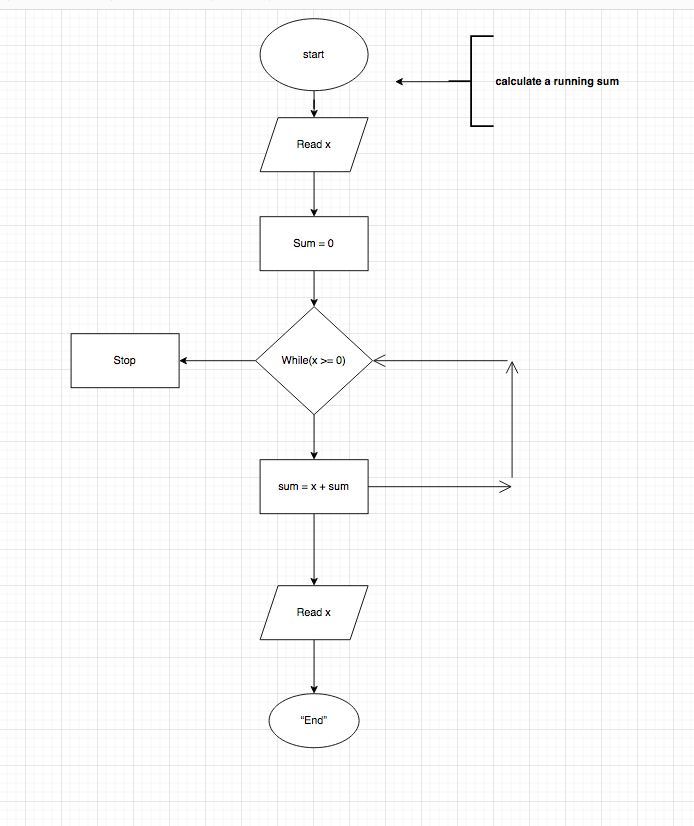 start
calculate a running sum
Read x
Sum = 0
Stop
While(x >= 0)
sum = x + sum
Read x
“End”